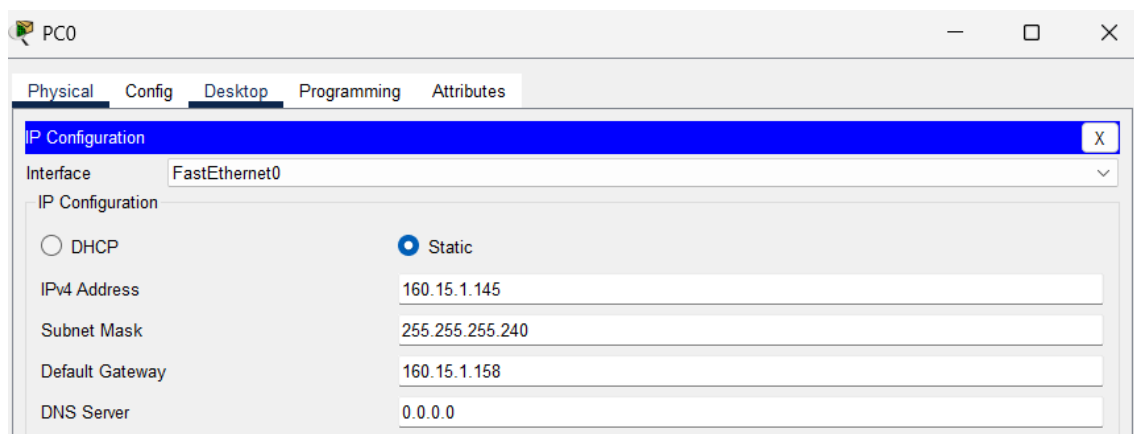 PC0
Physical Config Desktop Programming Attributes
IP Configuration X
Interface FastEthernet0
IP Configuration
DHCP Static
IPv4 Address 160.15.1.145
Subnet Mask 255.255.255.240
Default Gateway 160.15.1.158
DNS Server 0.0.0.0